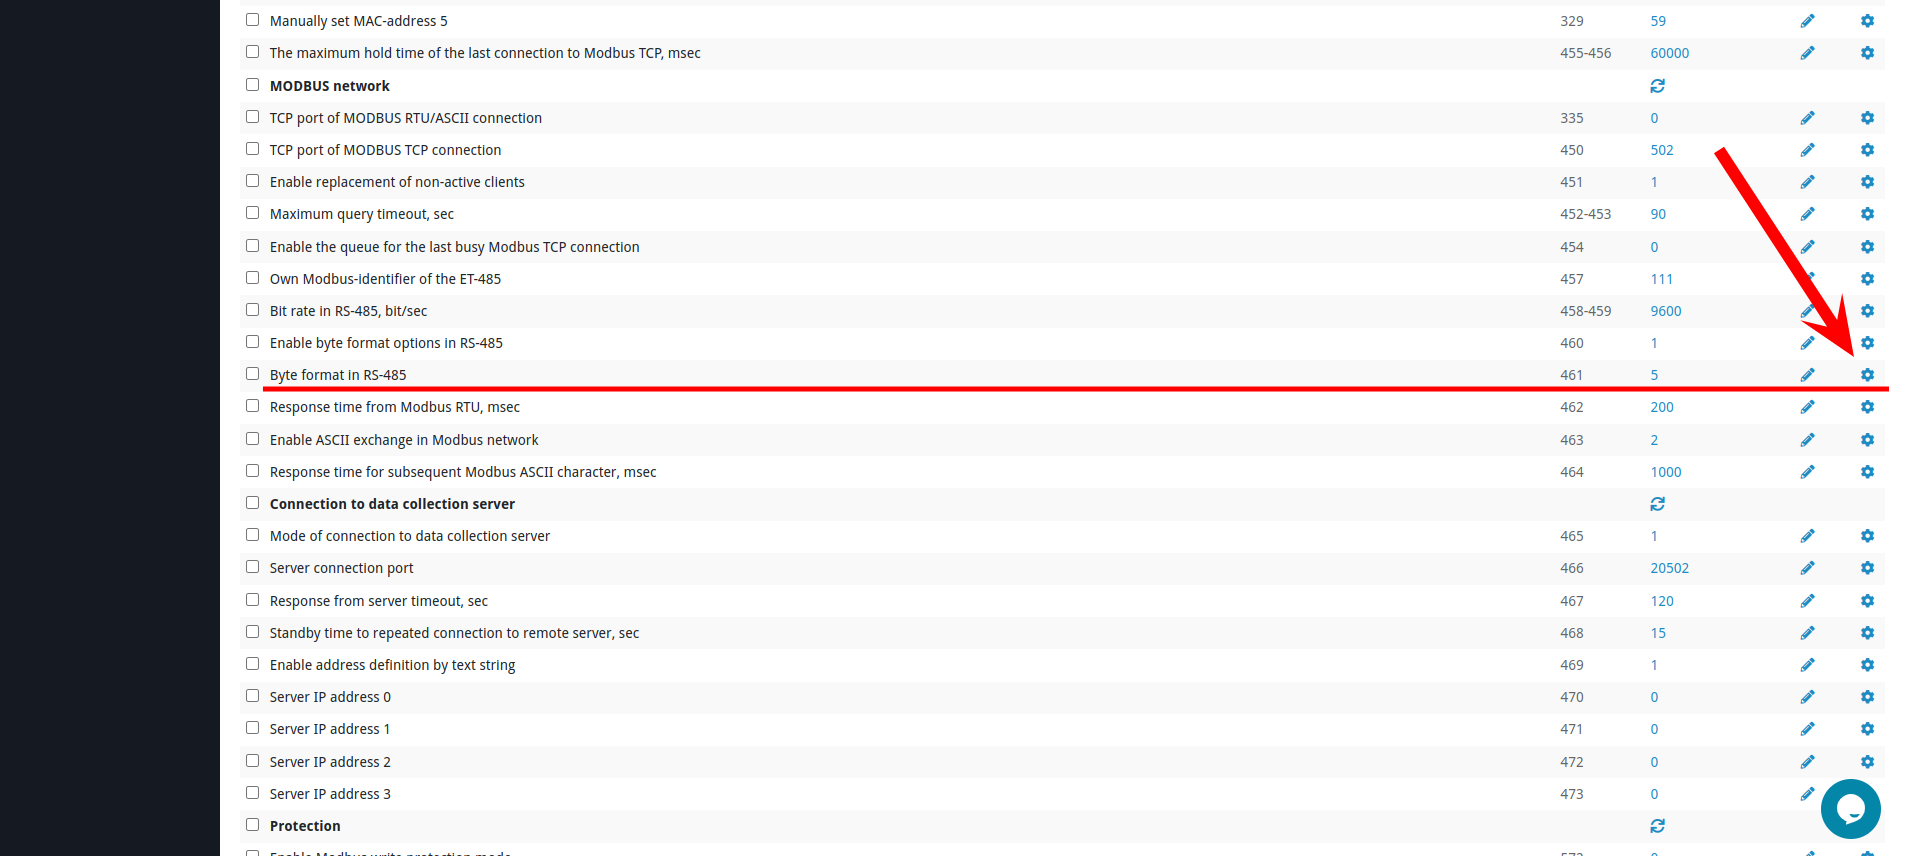 Manually set MAC-address 5 329 59
The maximum hold time of the last connection to Modbus TCP, msec 455-456 60000
MODBUS network
TCP port of MODBUS RTU/ASCII connection 335 0
TCP port of MODBUS TCP connection 450 502
Enable replacement of non-active clients 451 1
Maximum query timeout, sec 452-453 90
Enable the queue for the last busy Modbus TCP connection 454 0
Own Modbus-identifier of the ET-485 457 111
Bit rate in RS-485, bit/sec 458-459 9600
Enable byte format options in RS-485 460 1
Byte format in RS-485 461 5
Response time from Modbus RTU, msec 462 200
Enable ASCII exchange in Modbus network 463 2
Response time for subsequent Modbus ASCII character, msec 464 1000
Connection to data collection server
Mode of connection to data collection server 465 1
Server connection port 466 20502
Response from server timeout, sec 467 120
Standby time to repeated connection to remote server, sec 468 15
Enable address definition by text string 469 1
Server IP address 0 470 0
Server IP address 1 471 0
Server IP address 2 472 0
Server IP address 3 473 0
Protection
Enable Modbus write protection mode